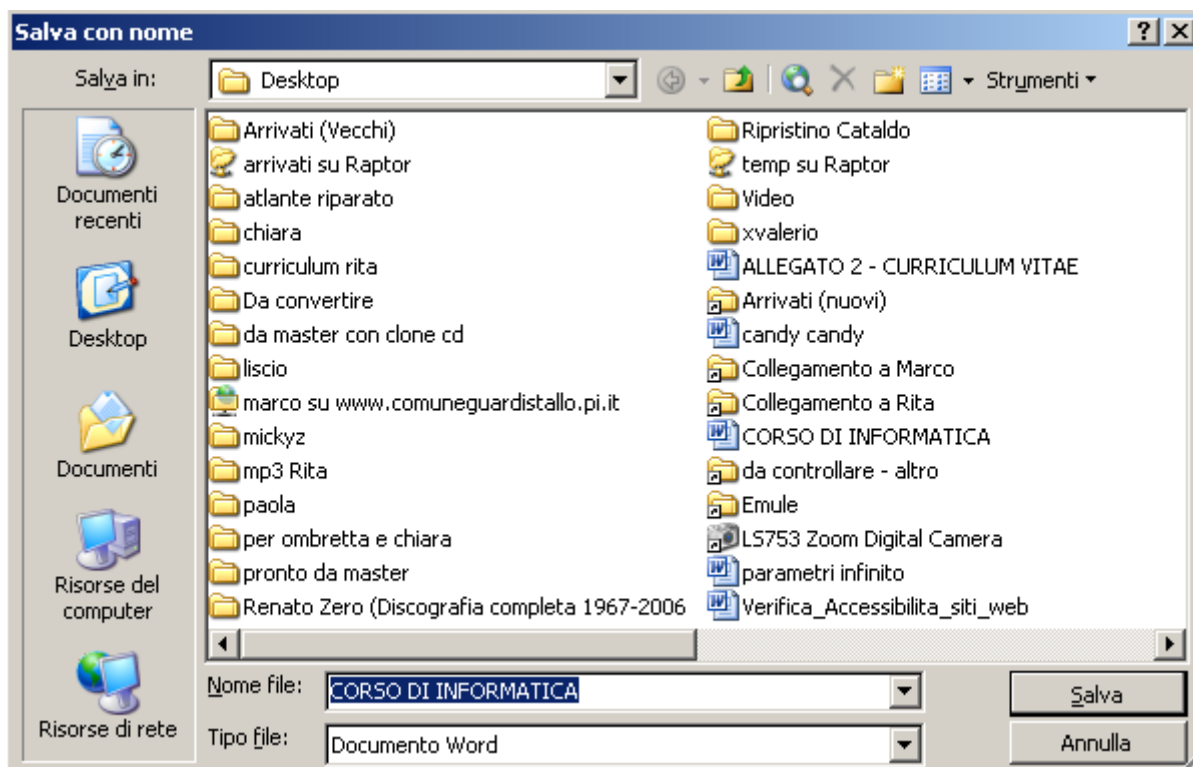 Salva con nome
Salva in:
Desktop
Strumenti
Documenti
recenti
Desktop
Documenti
Risorse del
computer
Risorse di rete
Arrivati (Vecchi)
arrivati su Raptor
atlante riparato
chiara
curriculum rita
Da convertire
da master con clone cd
liscio
marco su www.comuneguardistallo.pi.it
mickyz
mp3 Rita
paola
per ombretta e chiara
pronto da master
Renato Zero (Discografia completa 1967-2006
Ripristino Cataldo
temp su Raptor
Video
xvalerio
ALLEGATO 2 - CURRICULUM VITAE
Arrivati (nuovi)
candy candy
Collegamento a Marco
Collegamento a Rita
CORSO DI INFORMATICA
da controllare - altro
Emule
LS753 Zoom Digital Camera
parametri infinito
Verifica_Accessibilita_siti_web
Nome file:
CORSO DI INFORMATICA
Salva
Tipo file:
Documento Word
Annulla